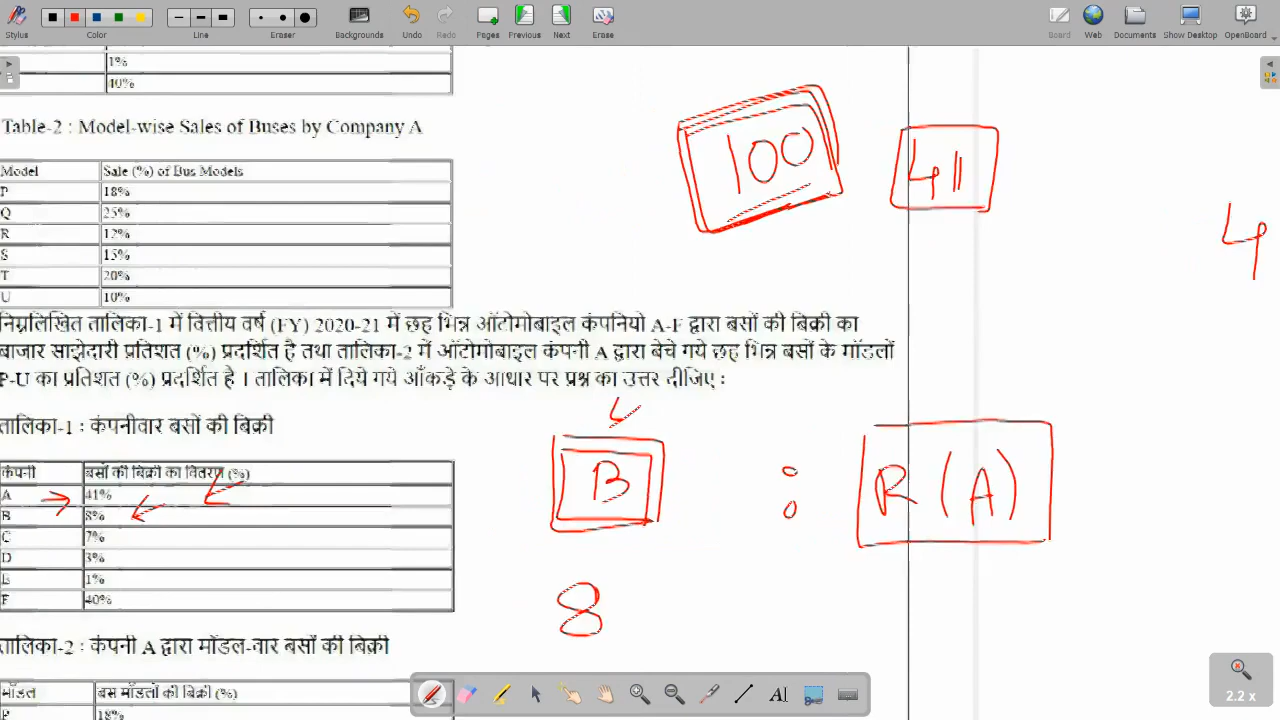 Stylus Color Line Eraser Backgrounds Undo Redo Pages Previous Next Erase Board Web Documents Show Desktop OpenBoard
1%
40%
Table-2 : Model-wise Sales of Buses by Company A
Model Sale (%) of Bus Models
P 18%
Q 25%
R 12%
S 15%
T 20%
U 10%
100
41
4
निम्नलिखित तालिका-1 में वित्तीय वर्ष (FY) 2020-21 में छह भिन्न ऑटोमोबाइल कंपनियो A-F द्वारा बसों की बिक्री का
बाजार साझेदारी प्रतिशत (%) प्रदर्शित है तथा तालिका-2 में ऑटोमोबाइल कंपनी A द्वारा बेचे गये छह भिन्न बसों के मॉडलों
P-U का प्रतिशत (%) प्रदर्शित है । तालिका में दिये गये आँकड़े के आधार पर प्रश्न का उत्तर दीजिए :
तालिका-1 : कंपनीवार बसों की बिक्री
कंपनी बसों की बिक्री का वितरण (%)
A 41%
B 8%
C 7%
D 3%
E 1%
F 40%
B : R(A)
8
तालिका-2 : कंपनी A द्वारा मॉडल-वार बसों की बिक्री
मॉडल बस मॉडलों की बिक्री (%)
P 18%
2.2 x